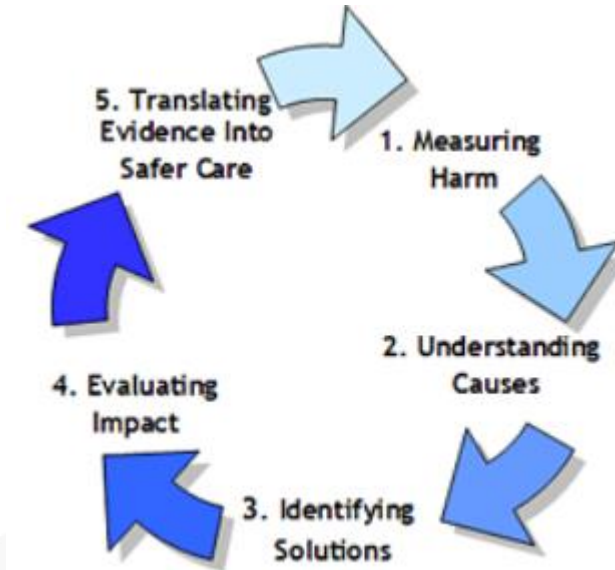 1. Measuring
Harm
2. Understanding
Causes
3. Identifying
Solutions
4. Evaluating
Impact
5. Translating
Evidence Into
Safer Care